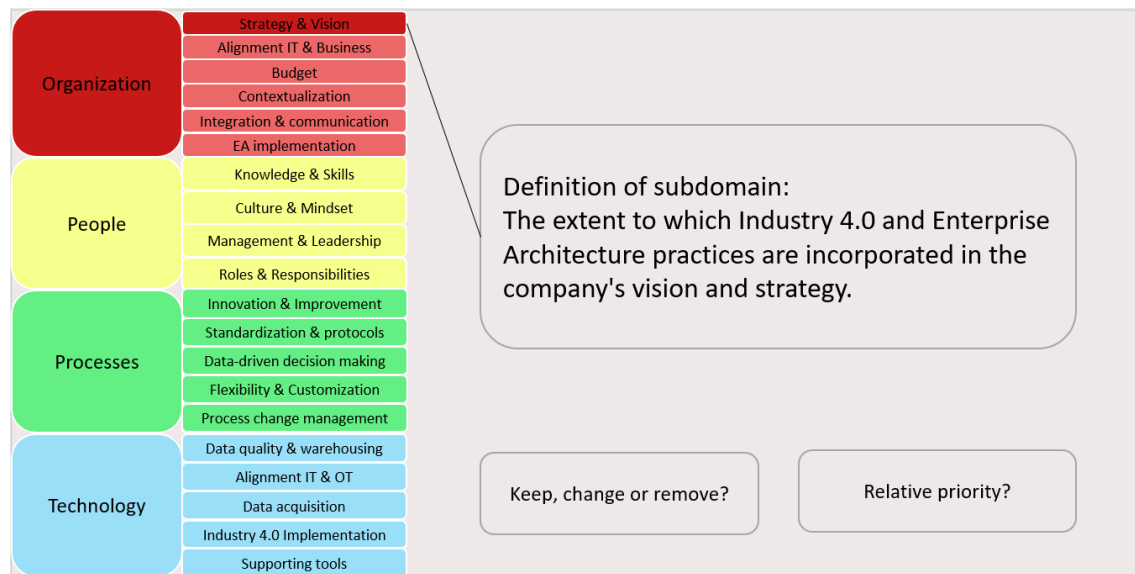 Organization
Strategy & Vision
Alignment IT & Business
Budget
Contextualization
Integration & communication
EA implementation
People
Knowledge & Skills
Culture & Mindset
Management & Leadership
Roles & Responsibilities
Processes
Innovation & Improvement
Standardization & protocols
Data-driven decision making
Flexibility & Customization
Process change management
Technology
Data quality & warehousing
Alignment IT & OT
Data acquisition
Industry 4.0 Implementation
Supporting tools
Definition of subdomain:
The extent to which Industry 4.0 and Enterprise
Architecture practices are incorporated in the
company's vision and strategy.
Keep, change or remove?
Relative priority?